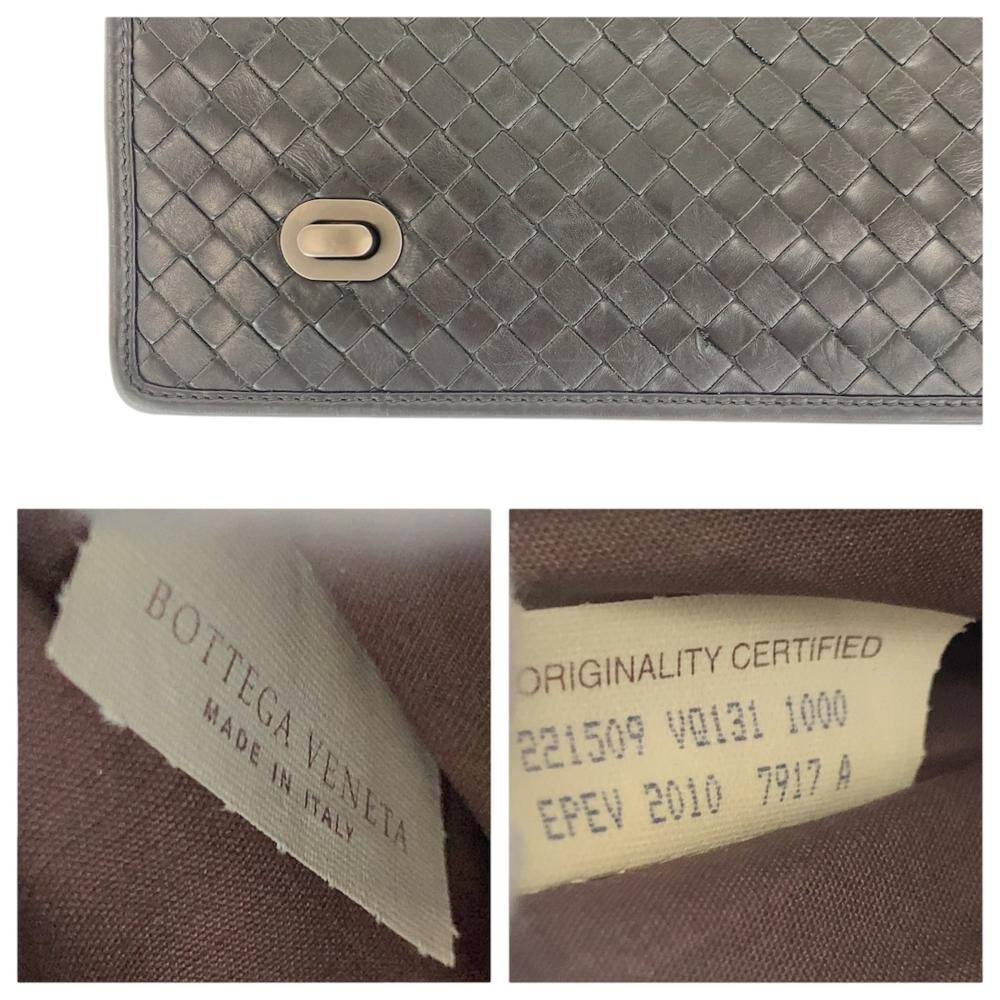 BOTTEGA VENETA
MADE IN ITALY
ORIGINALITY CERTIFIED
221509 VQ131 1000
EPEV 2010 7917 A